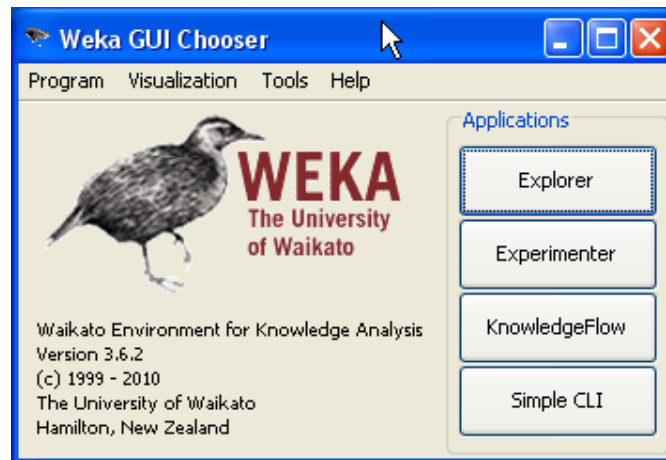 Weka GUI Chooser
Program Visualization Tools Help
WEKA
The University
of Waikato
Waikato Environment for Knowledge Analysis
Version 3.6.2
(c) 1999 - 2010
The University of Waikato
Hamilton, New Zealand
Applications
Explorer
Experimenter
KnowledgeFlow
Simple CLI